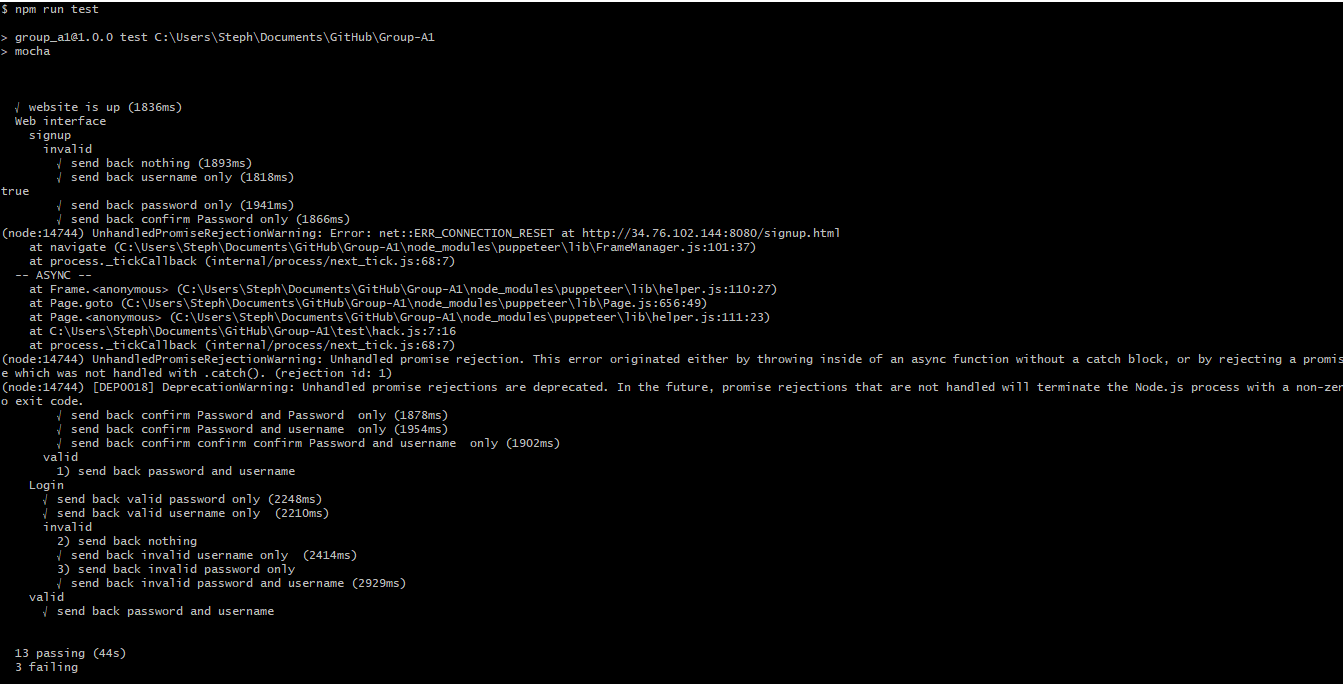 $ npm run test
> group_a1@1.0.0 test C:\Users\Steph\Documents\GitHub\Group-A1
> mocha
√ website is up (1836ms)
Web interface
signup
invalid
√ send back nothing (1893ms)
√ send back username only (1818ms)
true
√ send back password only (1941ms)
√ send back confirm Password only (1866ms)
(node:14744) UnhandledPromiseRejectionWarning: Error: net::ERR_CONNECTION_RESET at http://34.76.102.144:8080/signup.html
at navigate (C:\Users\Steph\Documents\GitHub\Group-A1\node_modules\puppeteer\lib\FrameManager.js:101:37)
at process._tickCallback (internal/process/next_tick.js:68:7)
-- ASYNC --
at Frame.<anonymous> (C:\Users\Steph\Documents\GitHub\Group-A1\node_modules\puppeteer\lib\helper.js:110:27)
at Page.goto (C:\Users\Steph\Documents\GitHub\Group-A1\node_modules\puppeteer\lib\Page.js:656:49)
at Page.<anonymous> (C:\Users\Steph\Documents\GitHub\Group-A1\node_modules\puppeteer\lib\helper.js:111:23)
at C:\Users\Steph\Documents\GitHub\Group-A1\test\hack.js:7:16
at process._tickCallback (internal/process/next_tick.js:68:7)
(node:14744) UnhandledPromiseRejectionWarning: Unhandled promise rejection. This error originated either by throwing inside of an async function without a catch block, or by rejecting a promis
e which was not handled with .catch(). (rejection id: 1)
(node:14744) [DEP0018] DeprecationWarning: Unhandled promise rejections are deprecated. In the future, promise rejections that are not handled will terminate the Node.js process with a non-zer
o exit code.
√ send back confirm Password and Password  only (1878ms)
√ send back confirm Password and username  only (1954ms)
√ send back confirm confirm confirm Password and username  only (1902ms)
valid
1) send back password and username
Login
√ send back valid password only (2248ms)
√ send back valid username only  (2210ms)
invalid
2) send back nothing
√ send back invalid username only  (2414ms)
3) send back invalid password only
√ send back invalid password and username (2929ms)
valid
√ send back password and username
13 passing (44s)
3 failing